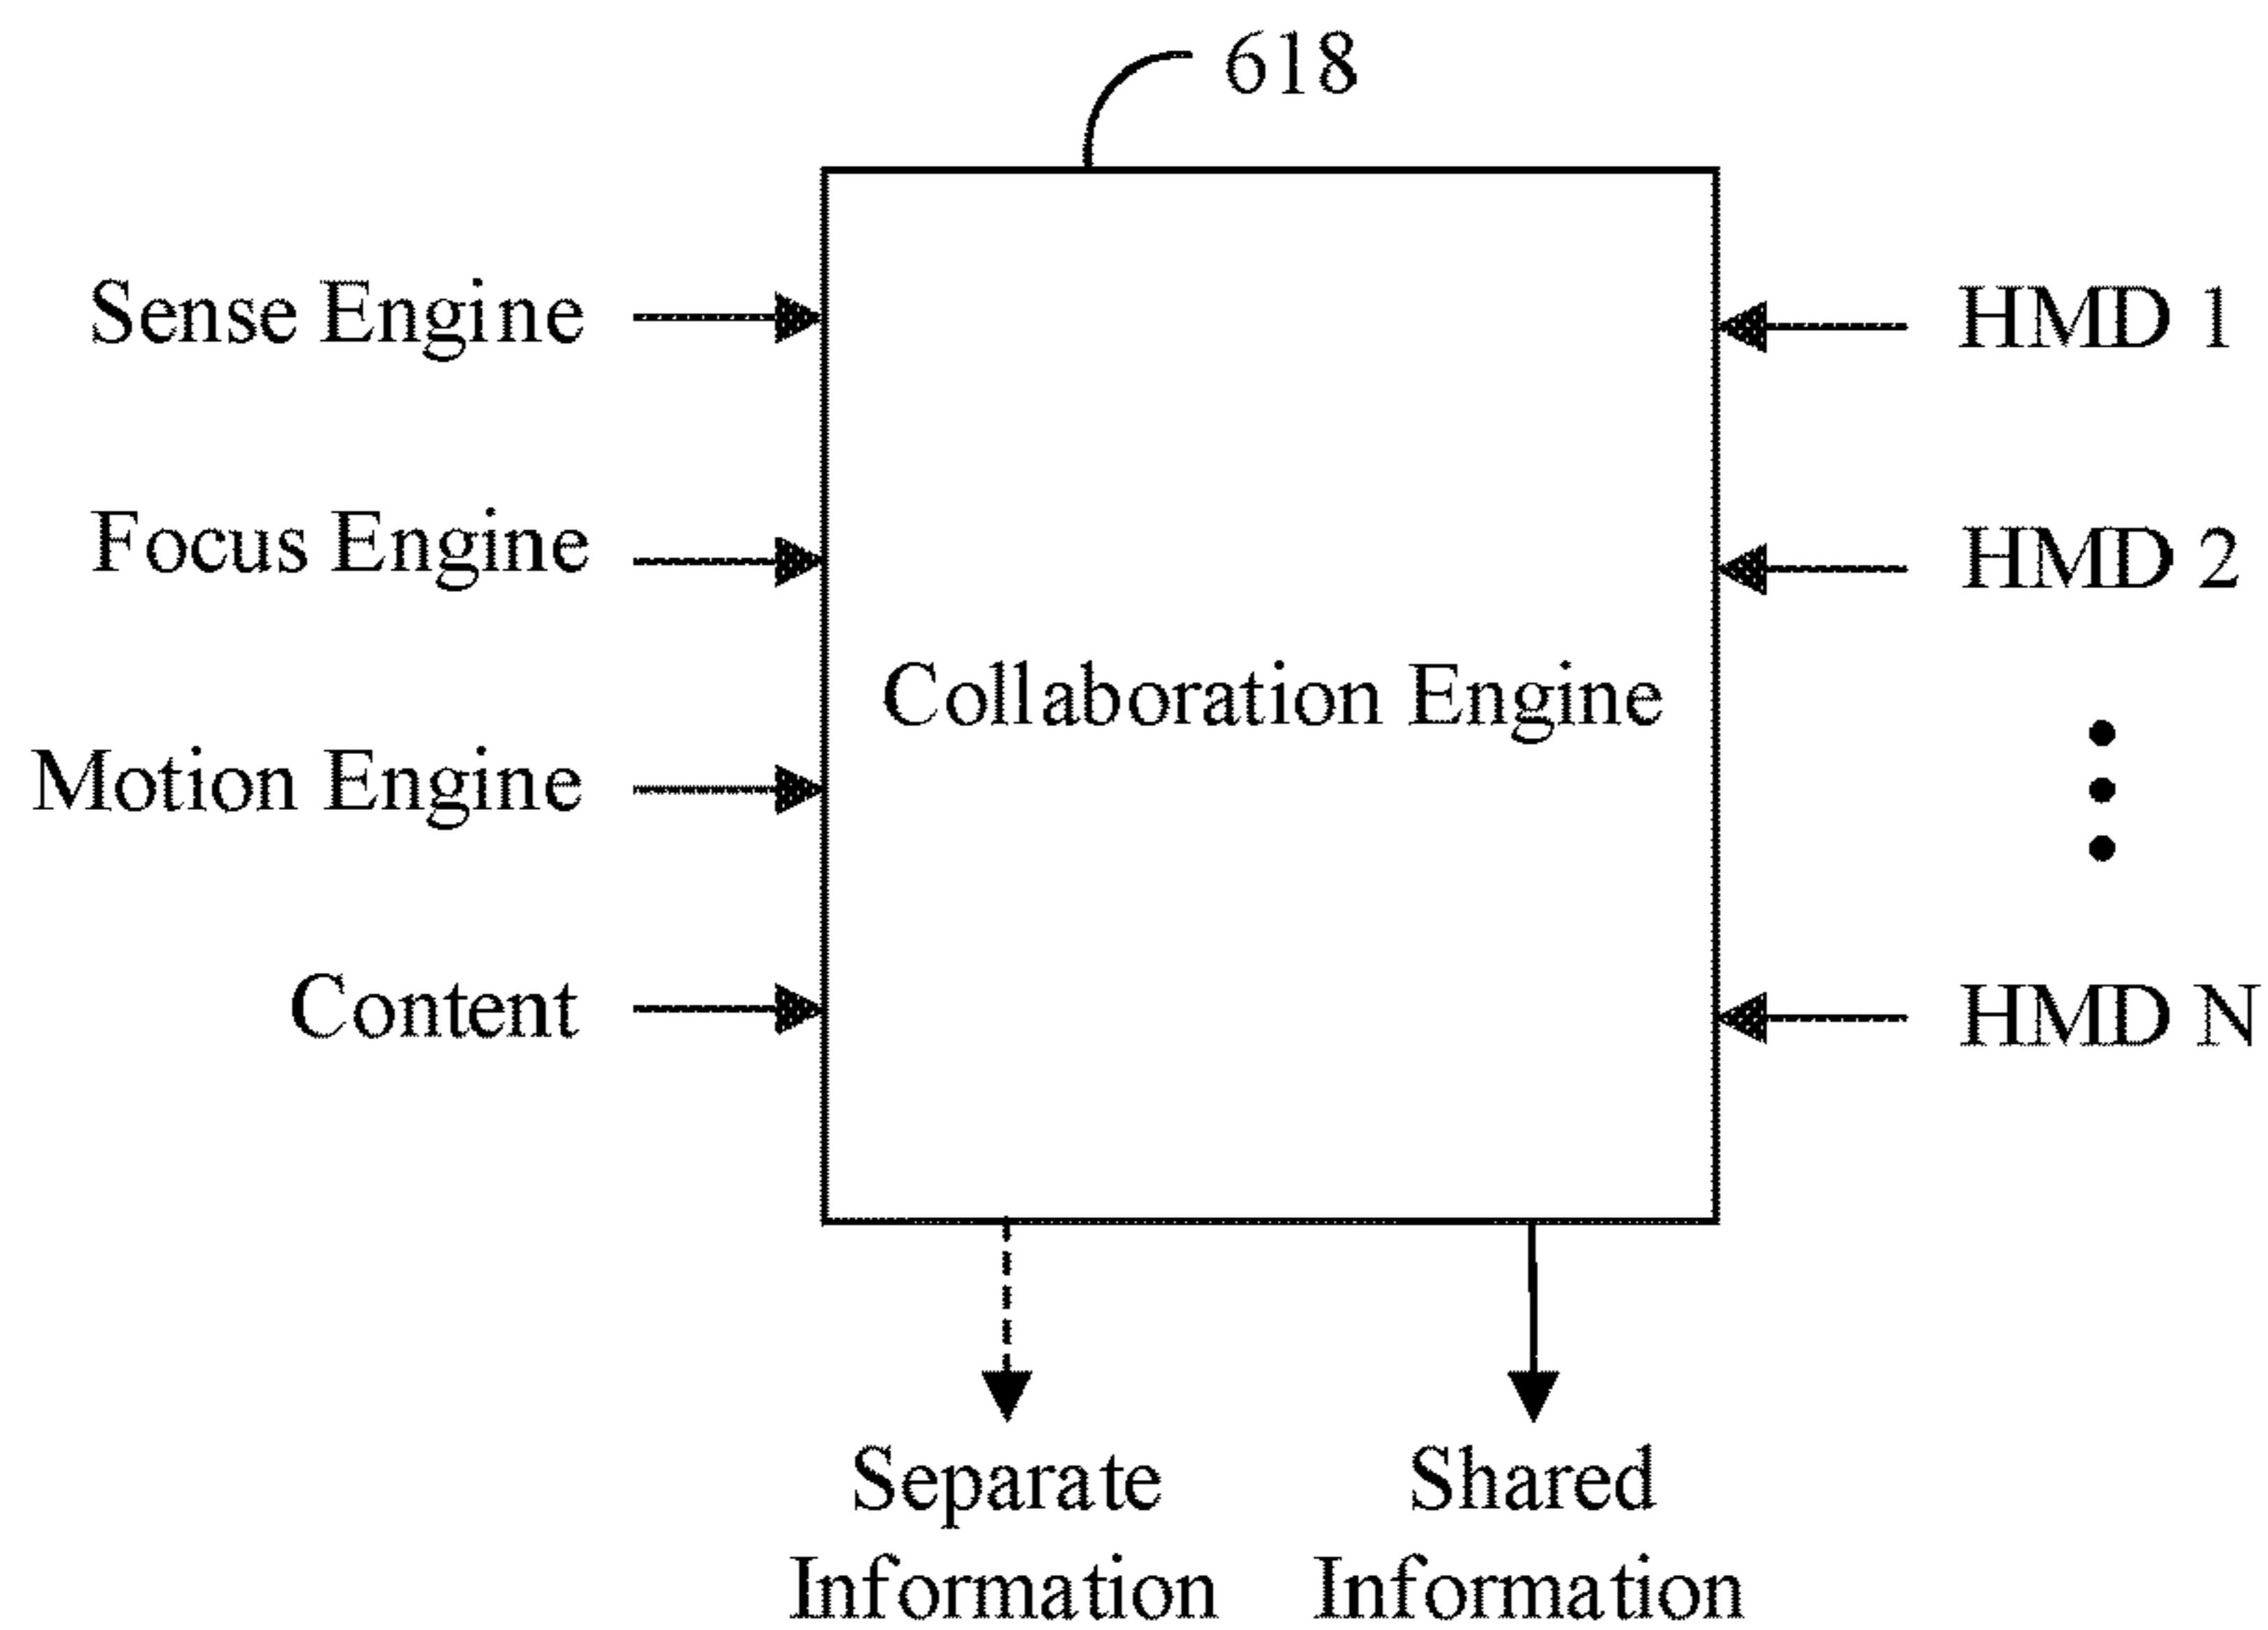 618
Sense Engine
HMD 1
Focus Engine
HMD 2
Collaboration Engine
Motion Engine
Content
HMD N
Separate
Information
Shared
Information